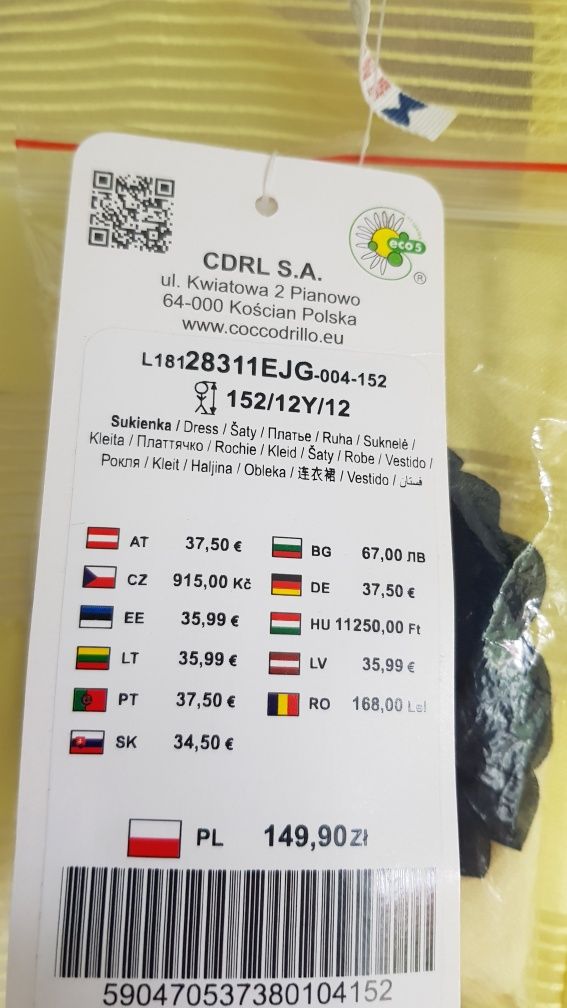 eco's
®
CDRL S.A.
ul. Kwiatowa 2 Pianowo
64-000 Kościan Polska
www.coccodrillo.eu
L18128311EJG-004-152
152/12Y/12
Sukienka / Dress / Šaty / Платье / Ruha / Suknelė /
Kleita / Платтячко / Rochie / Kleid / Šaty / Robe / Vestido /
Рокля / Kleit / Haljina / Obleka / 连衣裙 / Vestido / فستان
AT 37,50 € BG 67,00 ЛВ
CZ 915,00 Kč DE 37,50 €
EE 35,99 € HU 11250,00 Ft
LT 35,99 € LV 35,99 €
PT 37,50 € RO 168,00 Lei
SK 34,50 €
PL 149,90 zł
590470537380104152